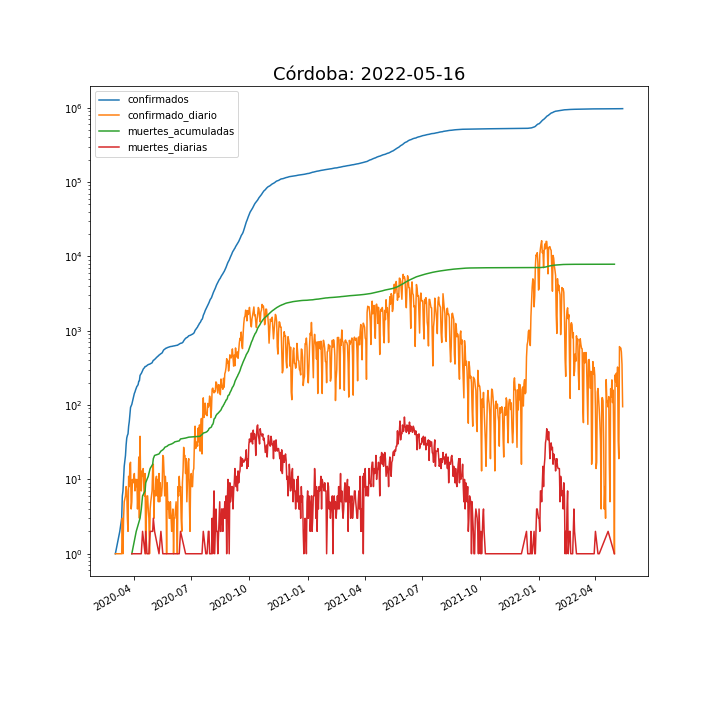 Córdoba: 2022-05-16
confirmados
confirmado_diario
muertes_acumuladas
muertes_diarias
10⁶
10⁵
10⁴
10³
10²
10¹
10⁰
2020-04 2020-07 2020-10 2021-01 2021-04 2021-07 2021-10 2022-01 2022-04